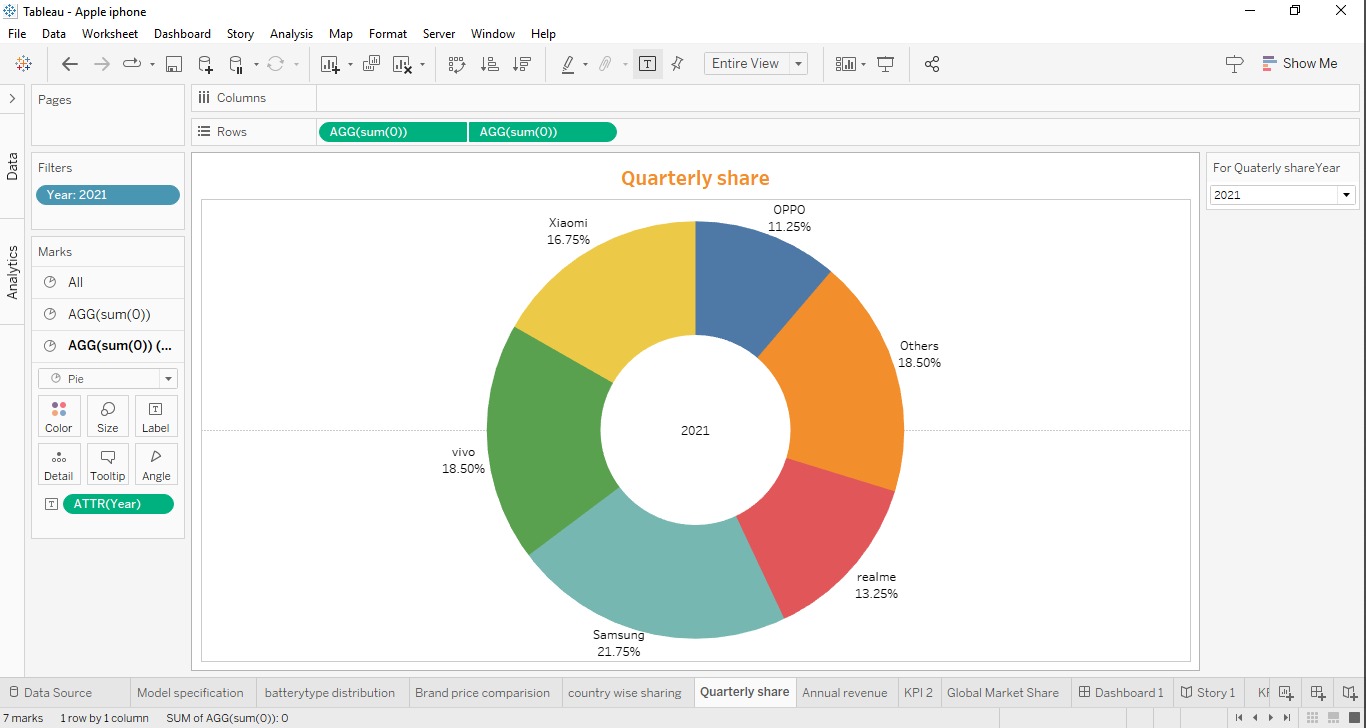 Tableau - Apple iphone
File Data Worksheet Dashboard Story Analysis Map Format Server Window Help
Entire View
Show Me
Pages
Columns
Rows
AGG(sum(0)) AGG(sum(0))
Data
Analytics
Filters
Year: 2021
Marks
All
AGG(sum(0))
AGG(sum(0)) (...
Pie
Color Size Label
Detail Tooltip Angle
ATTR(Year)
Quarterly share
OPPO
11.25%
Xiaomi
16.75%
Others
18.50%
2021
vivo
18.50%
realme
13.25%
Samsung
21.75%
For Quaterly shareYear
2021
Data Source Model specification batterytype distribution Brand price comparision country wise sharing Quarterly share Annual revenue KPI 2 Global Market Share Dashboard 1 Story 1
7 marks 1 row by 1 column SUM of AGG(sum(0)): 0